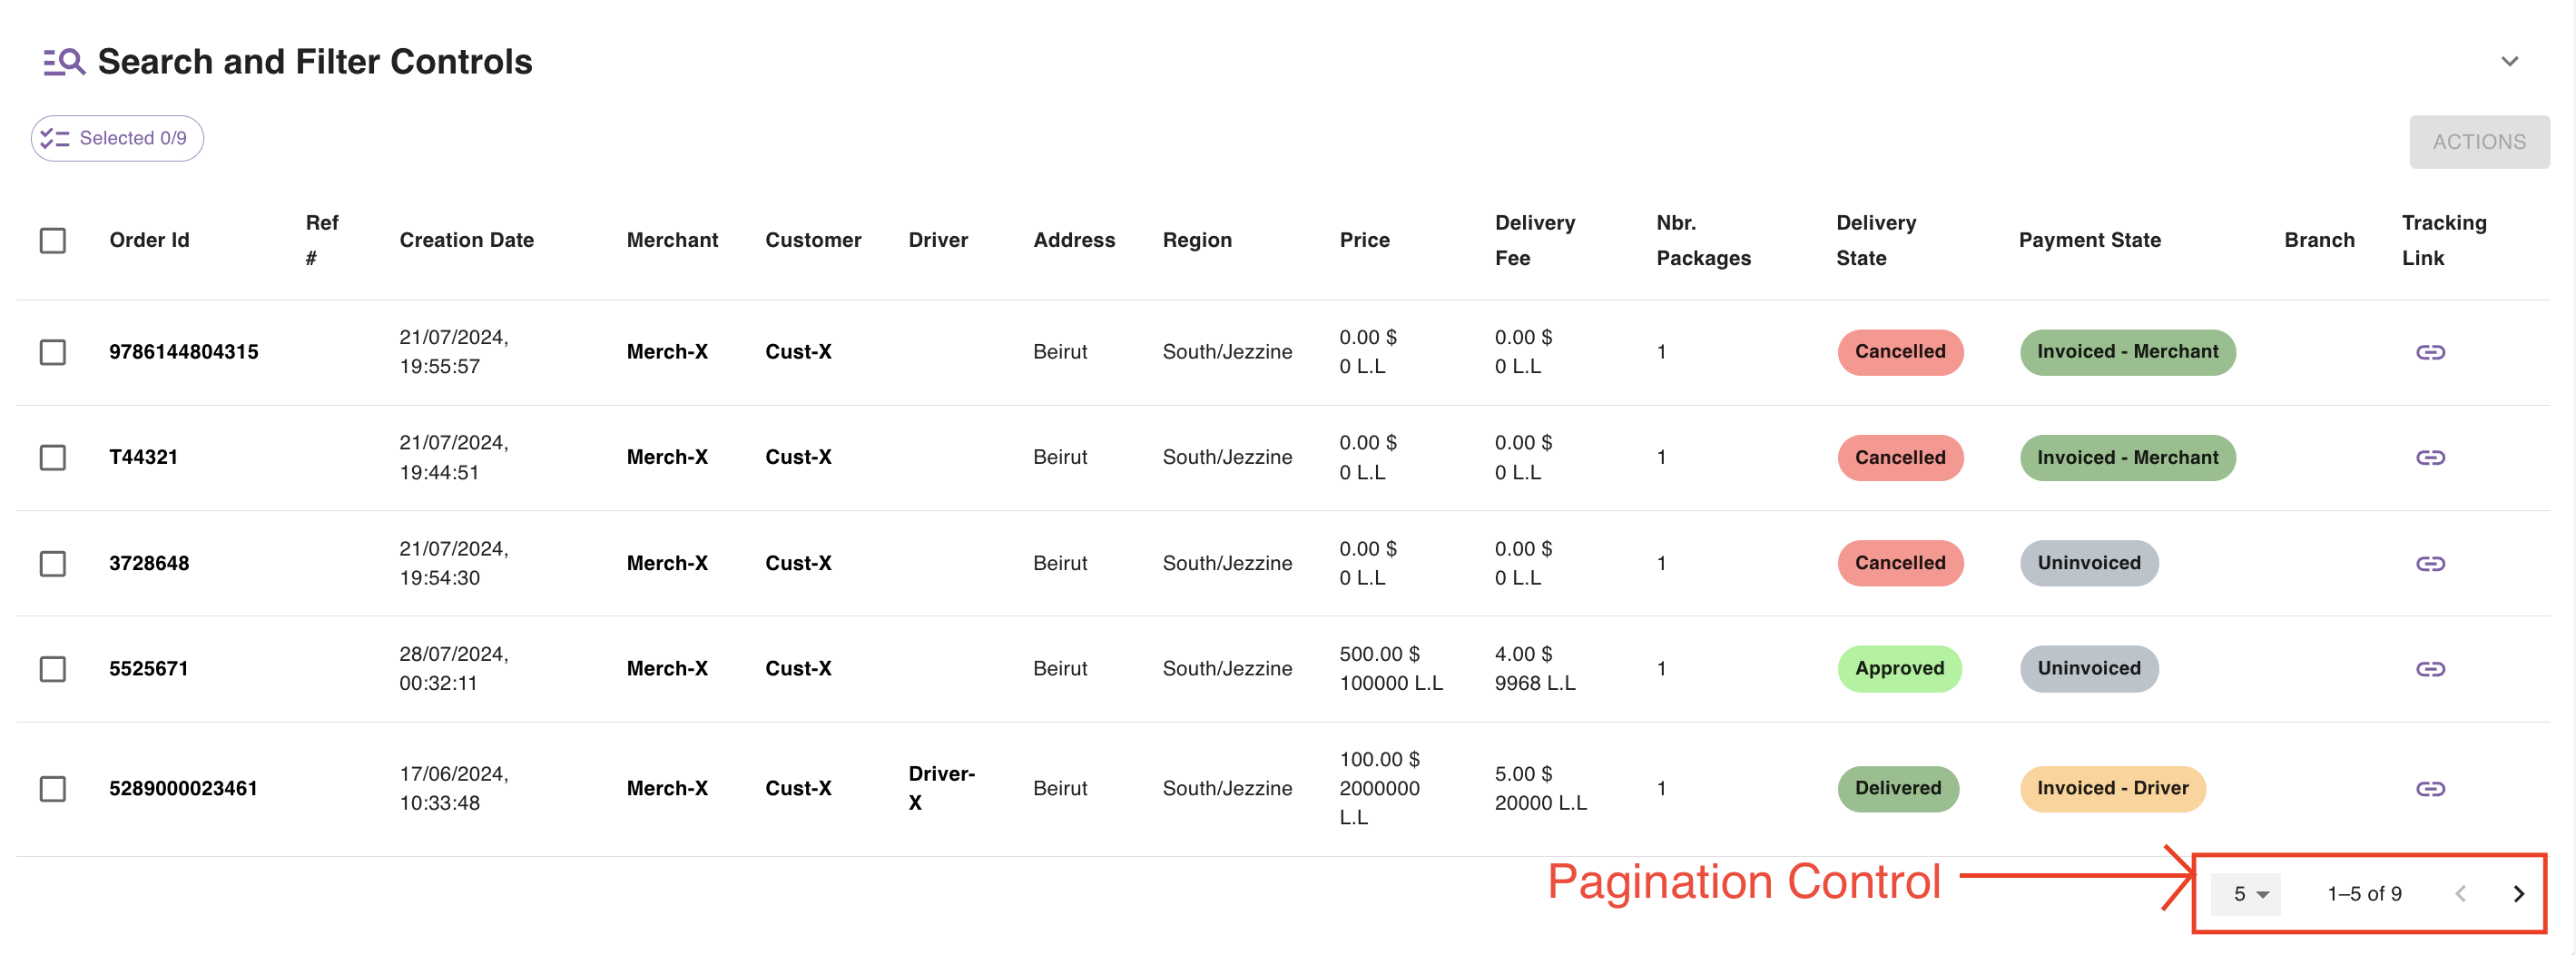 Search and Filter Controls
Selected 0/9
ACTIONS
Order Id Ref # Creation Date Merchant Customer Driver Address Region Price Delivery Fee Nbr. Packages Delivery State Payment State Branch Tracking Link
9786144804315 21/07/2024, 19:55:57 Merch-X Cust-X Beirut South/Jezzine 0.00 $ 0 L.L 0.00 $ 0 L.L 1 Cancelled Invoiced - Merchant
T44321 21/07/2024, 19:44:51 Merch-X Cust-X Beirut South/Jezzine 0.00 $ 0 L.L 0.00 $ 0 L.L 1 Cancelled Invoiced - Merchant
3728648 21/07/2024, 19:54:30 Merch-X Cust-X Beirut South/Jezzine 0.00 $ 0 L.L 0.00 $ 0 L.L 1 Cancelled Uninvoiced
5525671 28/07/2024, 00:32:11 Merch-X Cust-X Beirut South/Jezzine 500.00 $ 100000 L.L 4.00 $ 9968 L.L 1 Approved Uninvoiced
5289000023461 17/06/2024, 10:33:48 Merch-X Cust-X Driver-X Beirut South/Jezzine 100.00 $ 2000000 L.L 5.00 $ 20000 L.L 1 Delivered Invoiced - Driver
Pagination Control
5 1–5 of 9